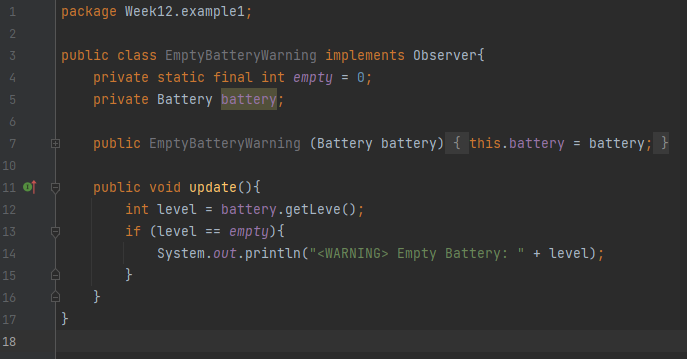 1 package Week12.example1;
2
3 public class EmptyBatteryWarning implements Observer{
4 private static final int empty = 0;
5 private Battery battery;
6
7 public EmptyBatteryWarning (Battery battery) { this.battery = battery; }
10
11 public void update(){
12 int level = battery.getLeve();
13 if (level == empty){
14 System.out.println("<WARNING> Empty Battery: " + level);
15 }
16 }
17 }
18